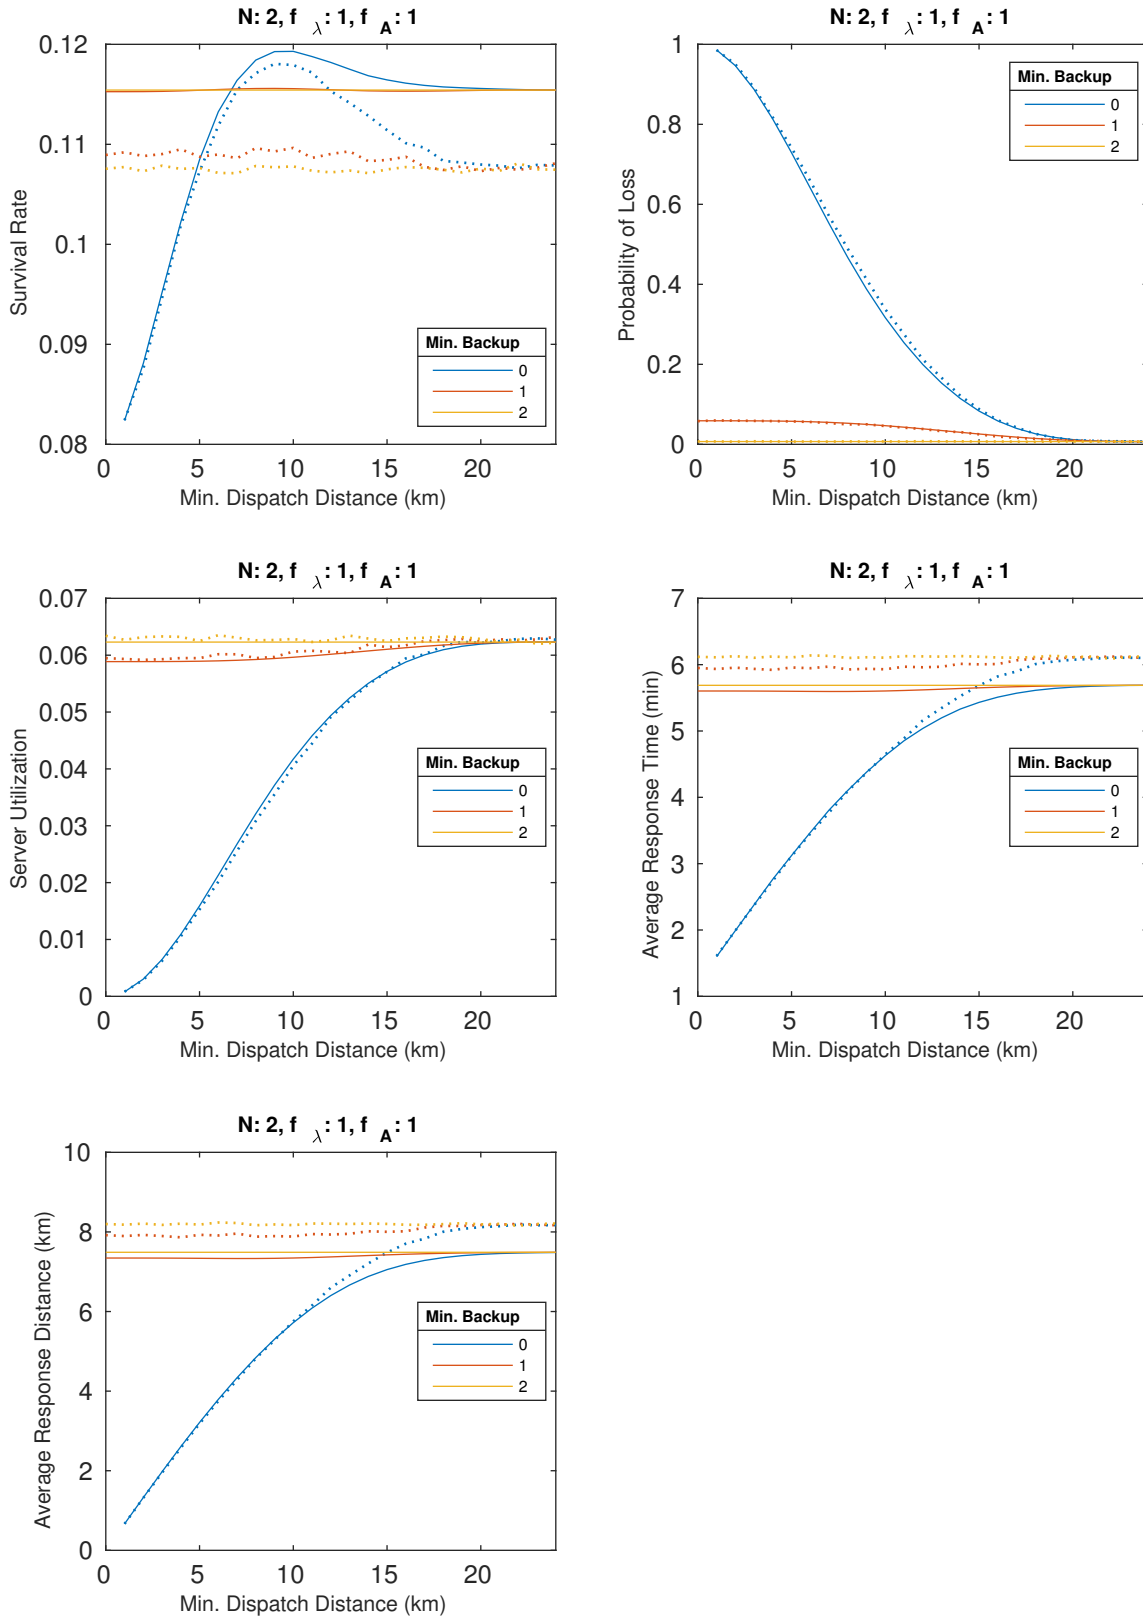 N: 2, f λ: 1, f A: 1
0.12
0.11
0.1
0.09
0.08
Survival Rate
Min. Backup
0
1
2
0 5 10 15 20
Min. Dispatch Distance (km)
N: 2, f λ: 1, f A: 1
1
0.8
0.6
0.4
0.2
0
Probability of Loss
Min. Backup
0
1
2
0 5 10 15 20
Min. Dispatch Distance (km)
N: 2, f λ: 1, f A: 1
0.07
0.06
0.05
0.04
0.03
0.02
0.01
0
Server Utilization
Min. Backup
0
1
2
0 5 10 15 20
Min. Dispatch Distance (km)
N: 2, f λ: 1, f A: 1
7
6
5
4
3
2
1
Average Response Time (min)
Min. Backup
0
1
2
0 5 10 15 20
Min. Dispatch Distance (km)
N: 2, f λ: 1, f A: 1
10
8
6
4
2
0
Average Response Distance (km)
Min. Backup
0
1
2
0 5 10 15 20
Min. Dispatch Distance (km)